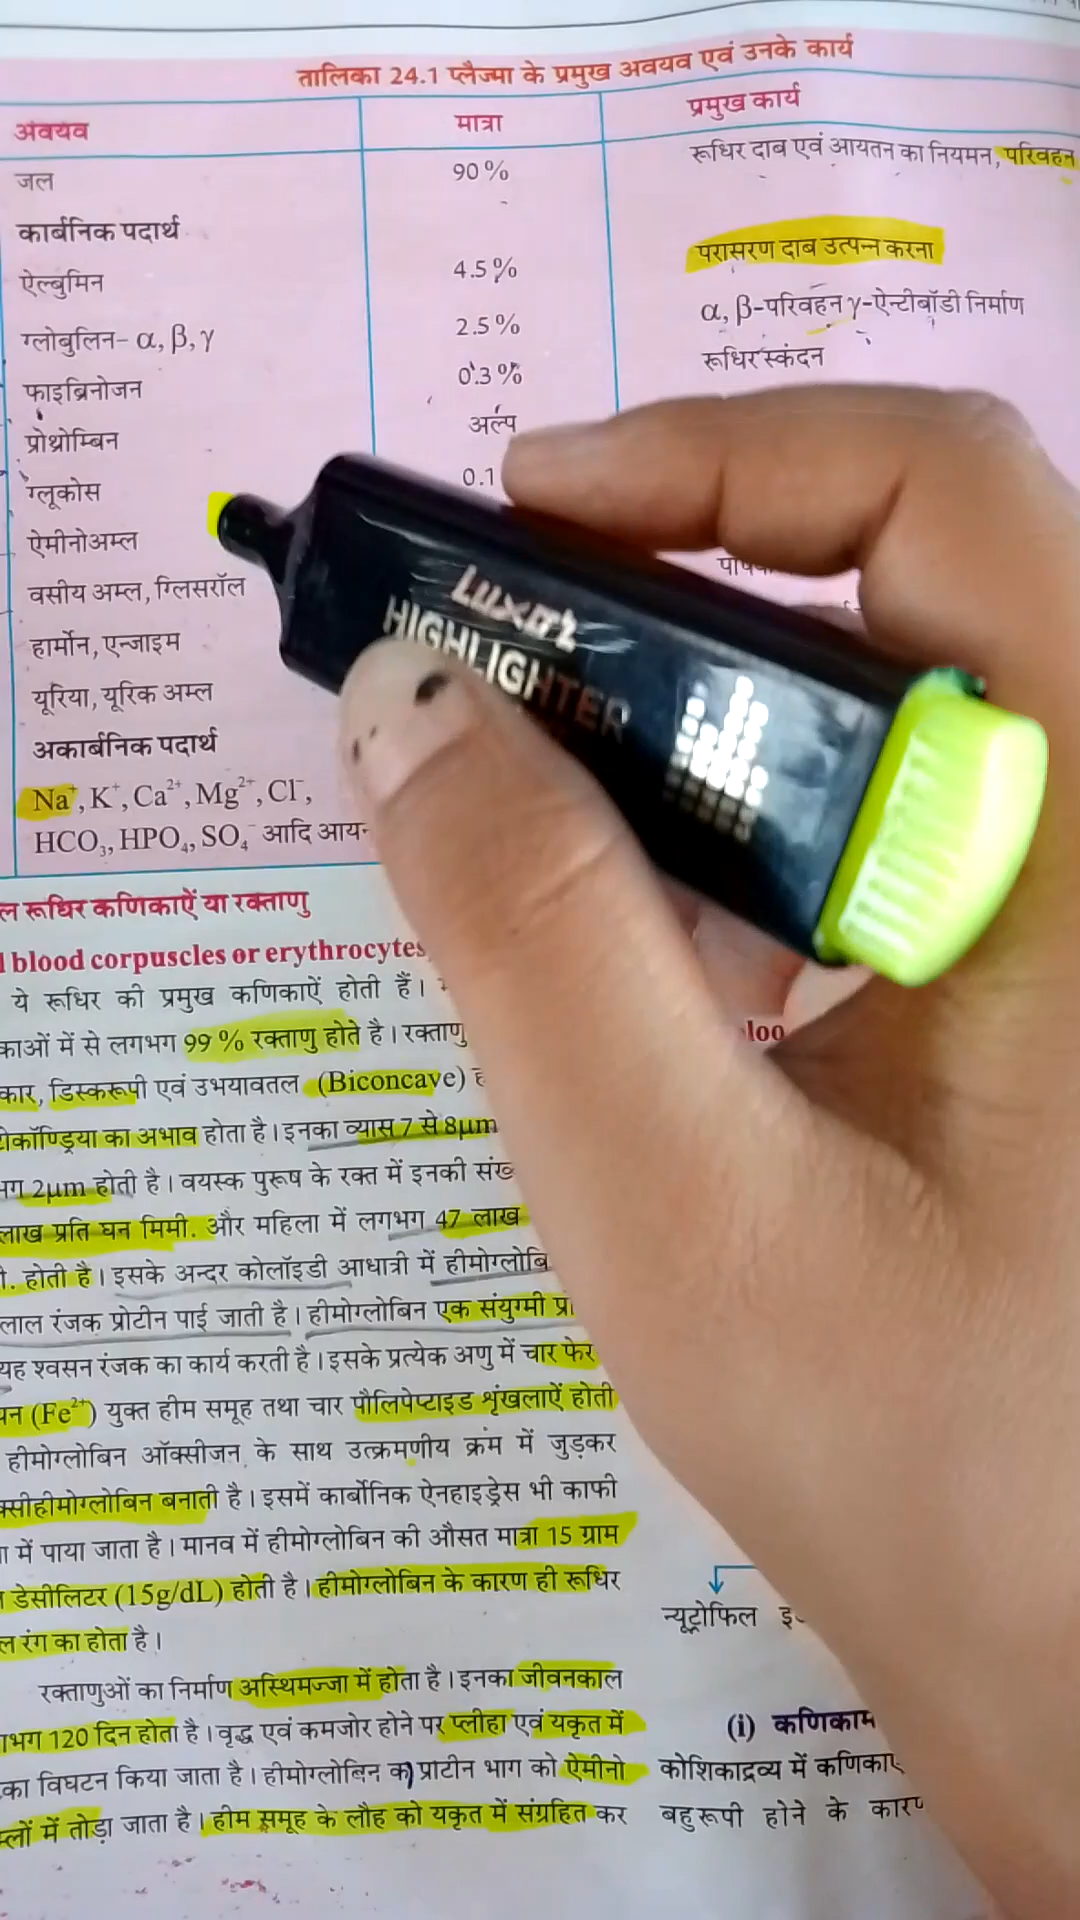 तालिका 24.1 प्लैज्मा के प्रमुख अवयव एवं उनके कार्य
अवयव मात्रा प्रमुख कार्य
जल 90% रूधिर दाब एवं आयतन का नियमन, परिवहन
कार्बनिक पदार्थ
ऐल्बुमिन 4.5% परासरण दाब उत्पन्न करना
ग्लोबुलिन- α, β, γ 2.5% α, β-परिवहन γ-ऐन्टीबॉडी निर्माण
फाइब्रिनोजन 0.3% रूधिर स्कंदन
प्रोथ्रोम्बिन अल्प
ग्लूकोस 0.1
ऐमीनोअम्ल
वसीय अम्ल, ग्लिसरॉल
हार्मोन, एन्जाइम
यूरिया, यूरिक अम्ल
अकार्बनिक पदार्थ
Na⁺, K⁺, Ca²⁺, Mg²⁺, Cl⁻,
HCO₃, HPO₄, SO₄⁻ आदि
Luxor
HIGHLIGHTER
रूधिर कणिकाऐं या रक्ताणु
blood corpuscles or erythrocytes
ये रूधिर की प्रमुख कणिकाऐं होती हैं।
में से लगभग 99 % रक्ताणु होते है। रक्ताणु
डिस्करूपी एवं उभयावतल (Biconcave)
का अभाव होता है। इनका व्यास 7 से 8μm
2μm होती है। वयस्क पुरूष के रक्त में इनकी
लाख प्रति घन मिमी. और महिला में लगभग 47 लाख
होती है। इसके अन्दर कोलॉइडी आधात्री में
लाल रंजक प्रोटीन पाई जाती है। हीमोग्लोबिन एक संयुग्मी
यह श्वसन रंजक का कार्य करती है। इसके प्रत्येक अणु में चार
(Fe²⁺) युक्त हीम समूह तथा चार पौलिपेप्टाइड शृंखलाऐं होती
हीमोग्लोबिन ऑक्सीजन के साथ उत्क्रमणीय क्रम में जुड़कर
बनाती है। इसमें कार्बोनिक ऐनहाइड्रेस भी काफी
में पाया जाता है। मानव में हीमोग्लोबिन की औसत मात्रा 15 ग्राम
डेसीलिटर (15g/dL) होती है। हीमोग्लोबिन के कारण ही रूधिर
रंग का होता है।
रक्ताणुओं का निर्माण अस्थिमज्जा में होता है। इनका जीवनकाल
120 दिन होता है। वृद्ध एवं कमजोर होने पर प्लीहा एवं यकृत में
विघटन किया जाता है। हीमोग्लोबिन का प्राटीन भाग को ऐमीनो
में तोड़ा जाता है। हीम समूह के लौह को यकृत में संग्रहित कर
न्यूट्रोफिल
(i)
कोशिकाद्रव्य में
बहुरूपी होने के